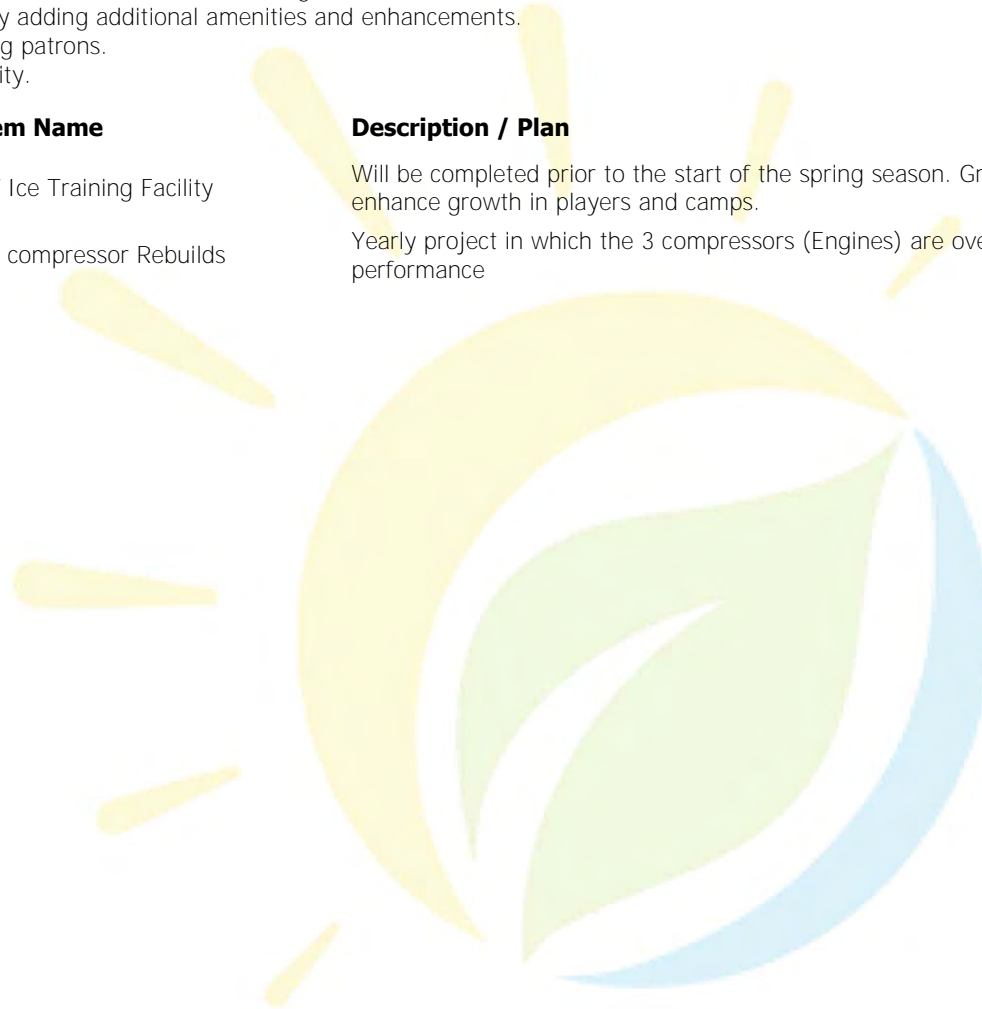 y adding additional amenities and enhancements.
g patrons.
ity.
em Name Description / Plan
Ice Training Facility
Will be completed prior to the start of the spring season. Gr
enhance growth in players and camps.
compressor Rebuilds
Yearly project in which the 3 compressors (Engines) are ove
performance